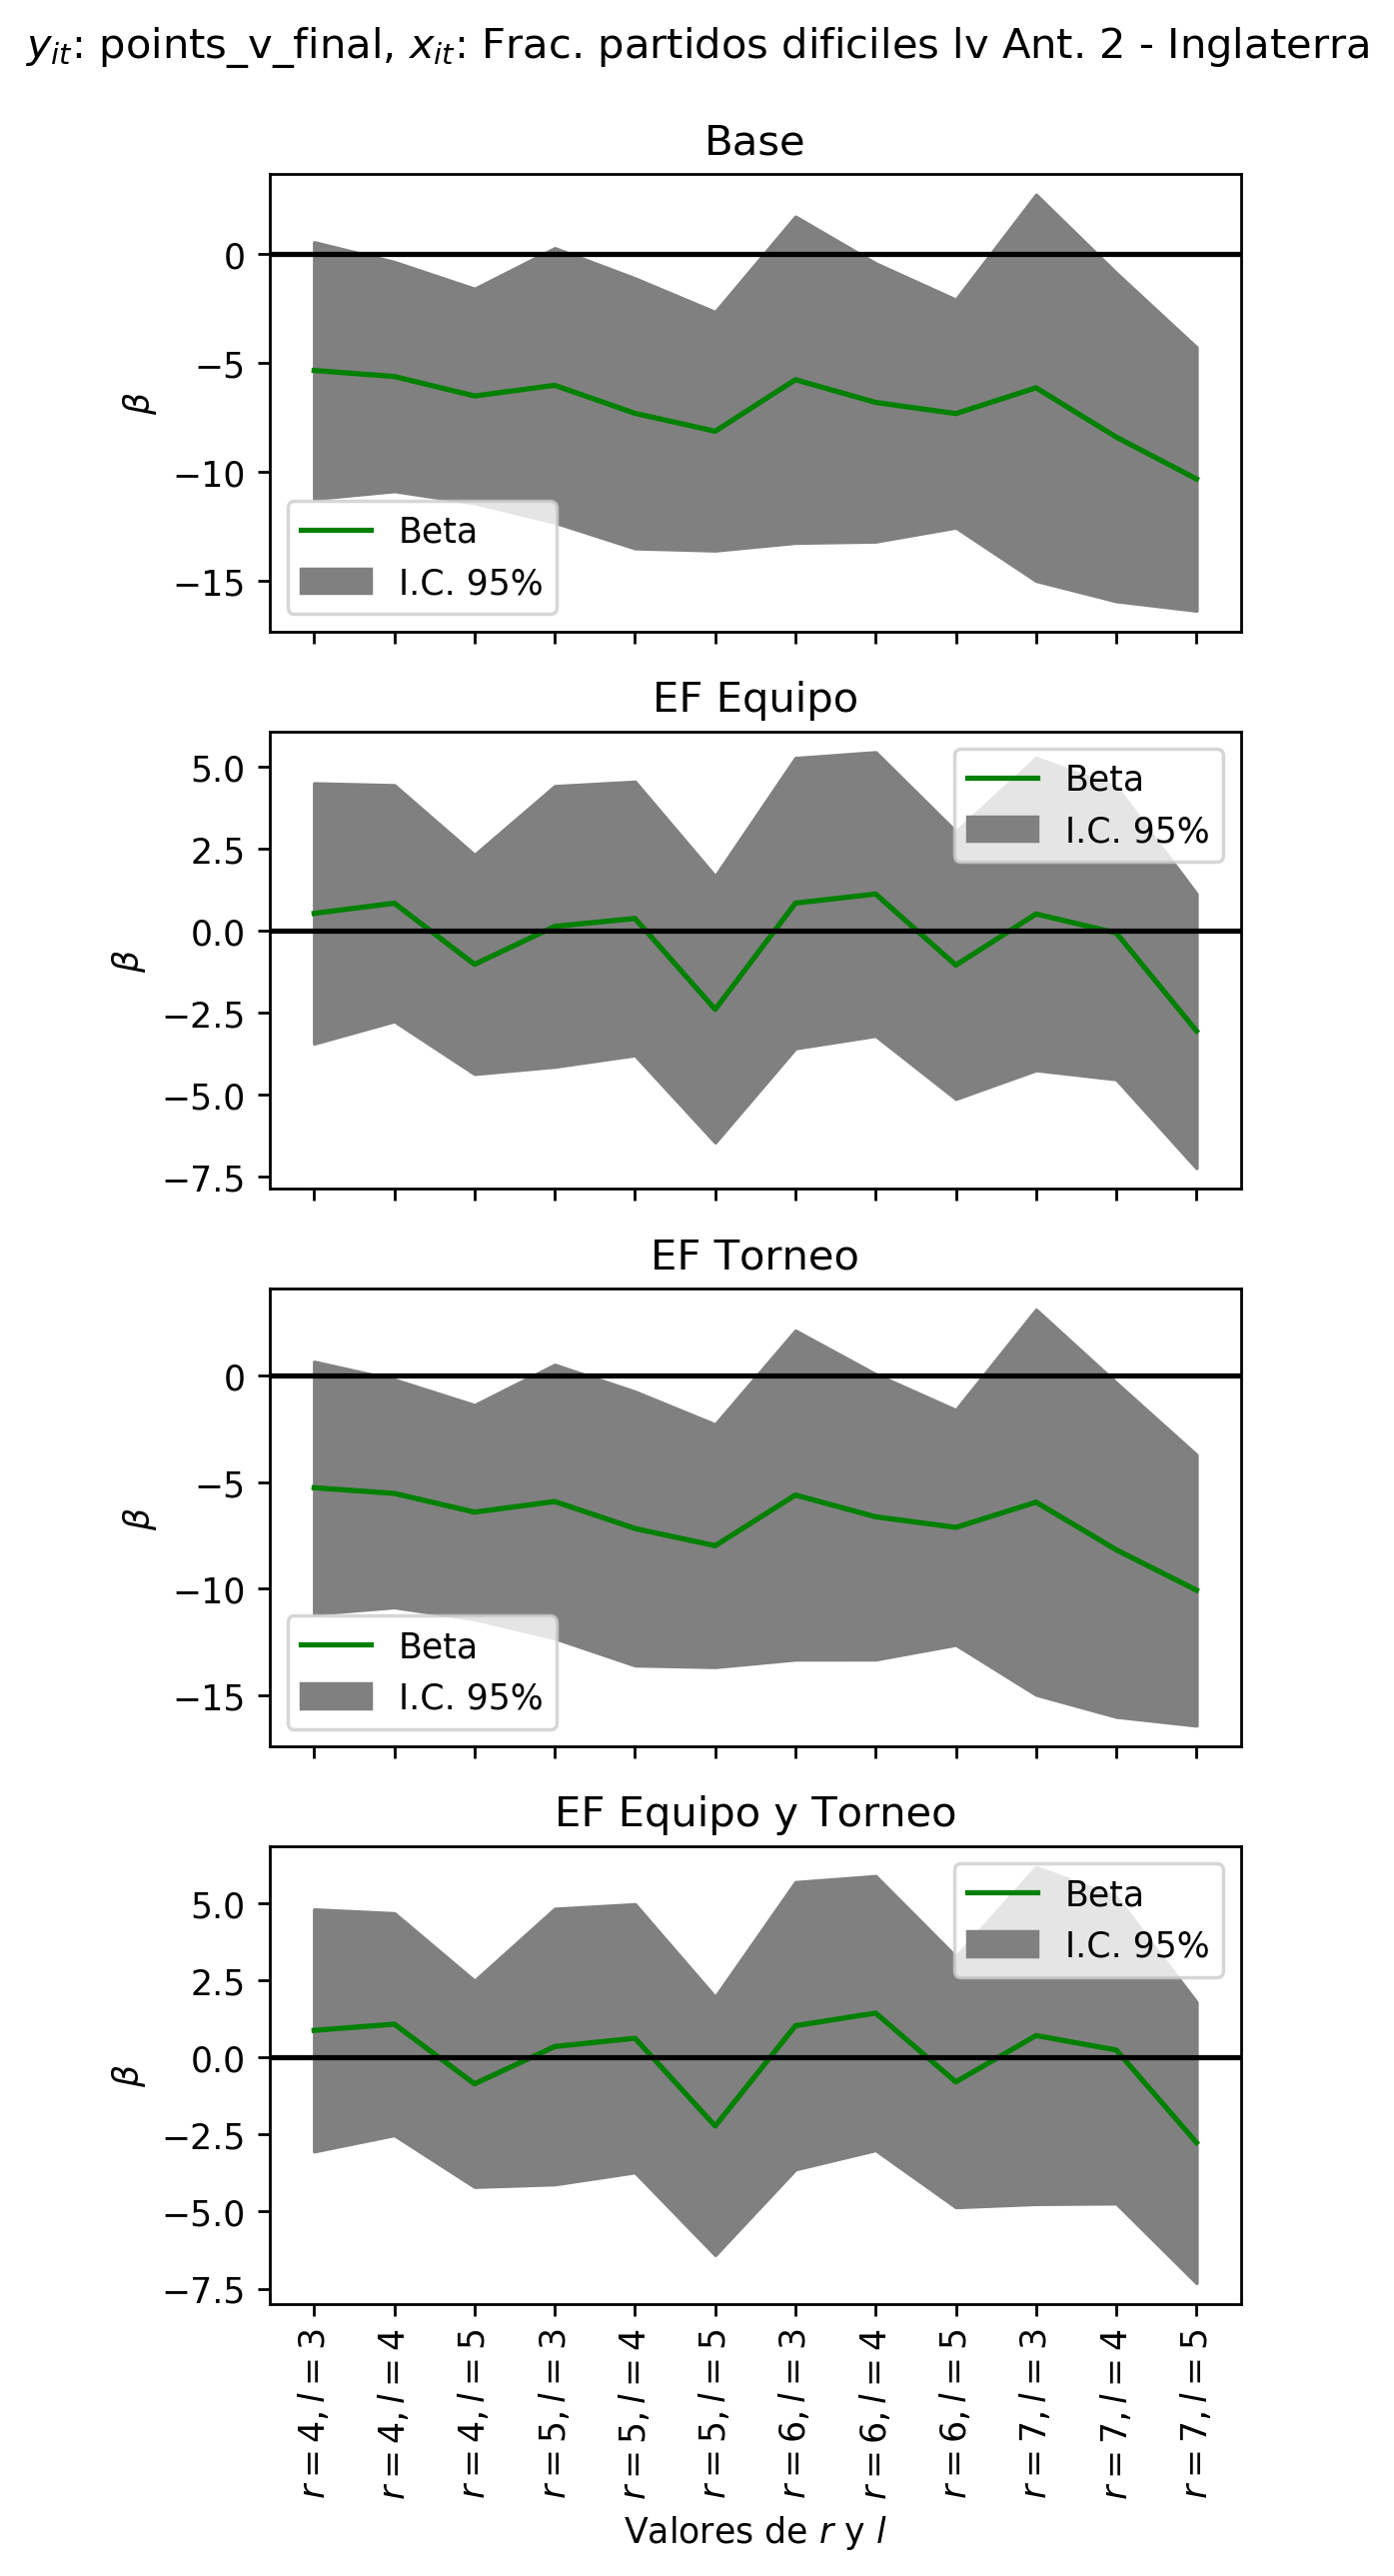 y_it: points_v_final, x_it: Frac. partidos dificiles lv Ant. 2 - Inglaterra
Base
0
−5
−10
−15
β
Beta
I.C. 95%
EF Equipo
5.0
2.5
0.0
−2.5
−5.0
−7.5
β
Beta
I.C. 95%
EF Torneo
0
−5
−10
−15
β
Beta
I.C. 95%
EF Equipo y Torneo
5.0
2.5
0.0
−2.5
−5.0
−7.5
β
Beta
I.C. 95%
r = 4, l = 3
r = 4, l = 4
r = 4, l = 5
r = 5, l = 3
r = 5, l = 4
r = 5, l = 5
r = 6, l = 3
r = 6, l = 4
r = 6, l = 5
r = 7, l = 3
r = 7, l = 4
r = 7, l = 5
Valores de r y l